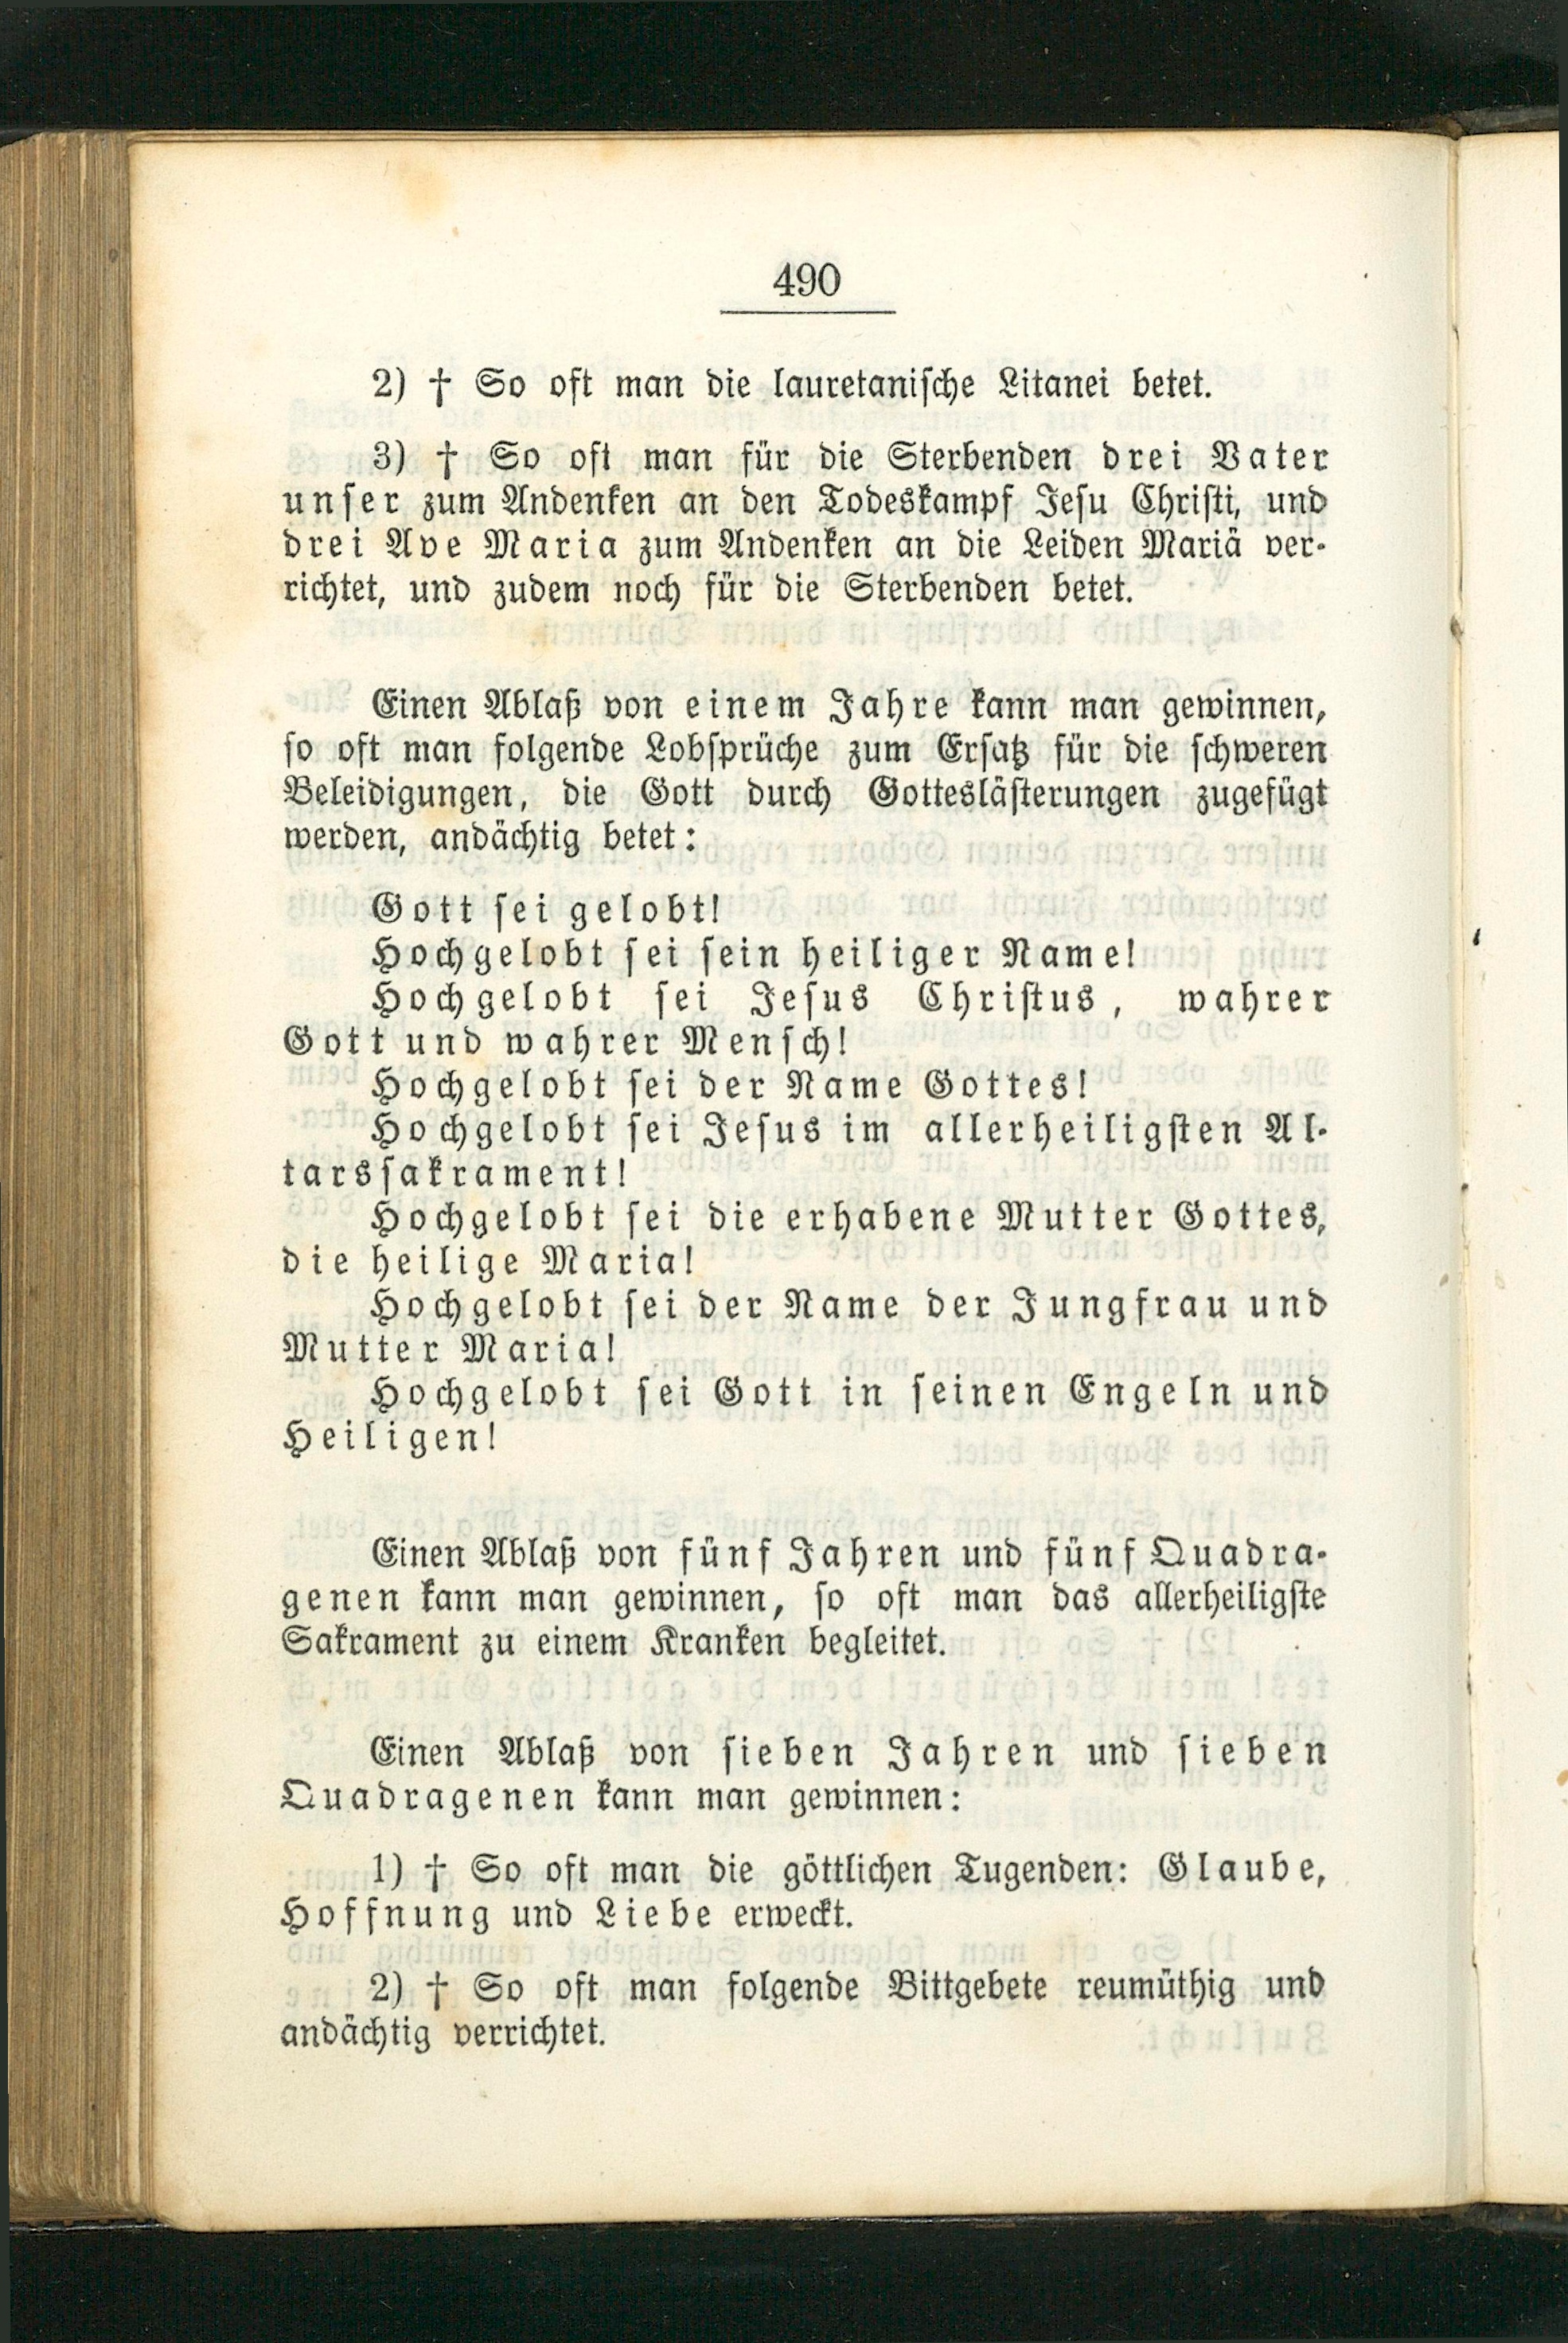 490
2) † So oft man die lauretanische Litanei betet.
3) † So oft man für die Sterbenden drei Vater
unser zum Andenken an den Todeskampf Jesu Christi, und
drei Ave Maria zum Andenken an die Leiden Mariä ver-
richtet, und zudem noch für die Sterbenden betet.
Einen Ablaß von einem Jahre kann man gewinnen,
so oft man folgende Lobsprüche zum Ersatz für die schweren
Beleidigungen, die Gott durch Gotteslästerungen zugefügt
werden, andächtig betet:
Gott sei gelobt!
Hochgelobt sei sein heiliger Name!
Hochgelobt sei Jesus Christus, wahrer
Gott und wahrer Mensch!
Hochgelobt sei der Name Gottes!
Hochgelobt sei Jesus im allerheiligsten Al-
tarssakrament!
Hochgelobt sei die erhabene Mutter Gottes,
die heilige Maria!
Hochgelobt sei der Name der Jungfrau und
Mutter Maria!
Hochgelobt sei Gott in seinen Engeln und
Heiligen!
Einen Ablaß von fünf Jahren und fünf Quadra-
genen kann man gewinnen, so oft man das allerheiligste
Sakrament zu einem Kranken begleitet.
Einen Ablaß von sieben Jahren und sieben
Quadragenen kann man gewinnen:
1) † So oft man die göttlichen Tugenden: Glaube,
Hoffnung und Liebe erweckt.
2) † So oft man folgende Bittgebete reumüthig und
andächtig verrichtet.